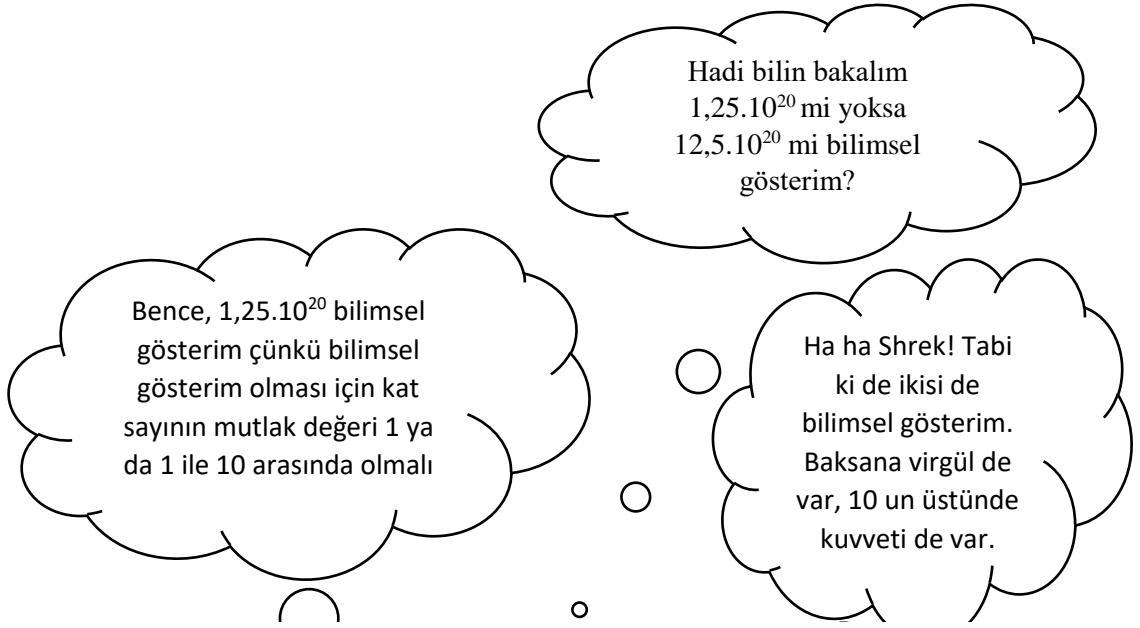 Hadi bilin bakalım
1,25.10²⁰ mi yoksa
12,5.10²⁰ mi bilimsel
gösterim?
Bence, 1,25.10²⁰ bilimsel
gösterim çünkü bilimsel
gösterim olması için kat
sayının mutlak değeri 1 ya
da 1 ile 10 arasında olmalı
Ha ha Shrek! Tabi
ki de ikisi de
bilimsel gösterim.
Baksana virgül de
var, 10 un üstünde
kuvveti de var.